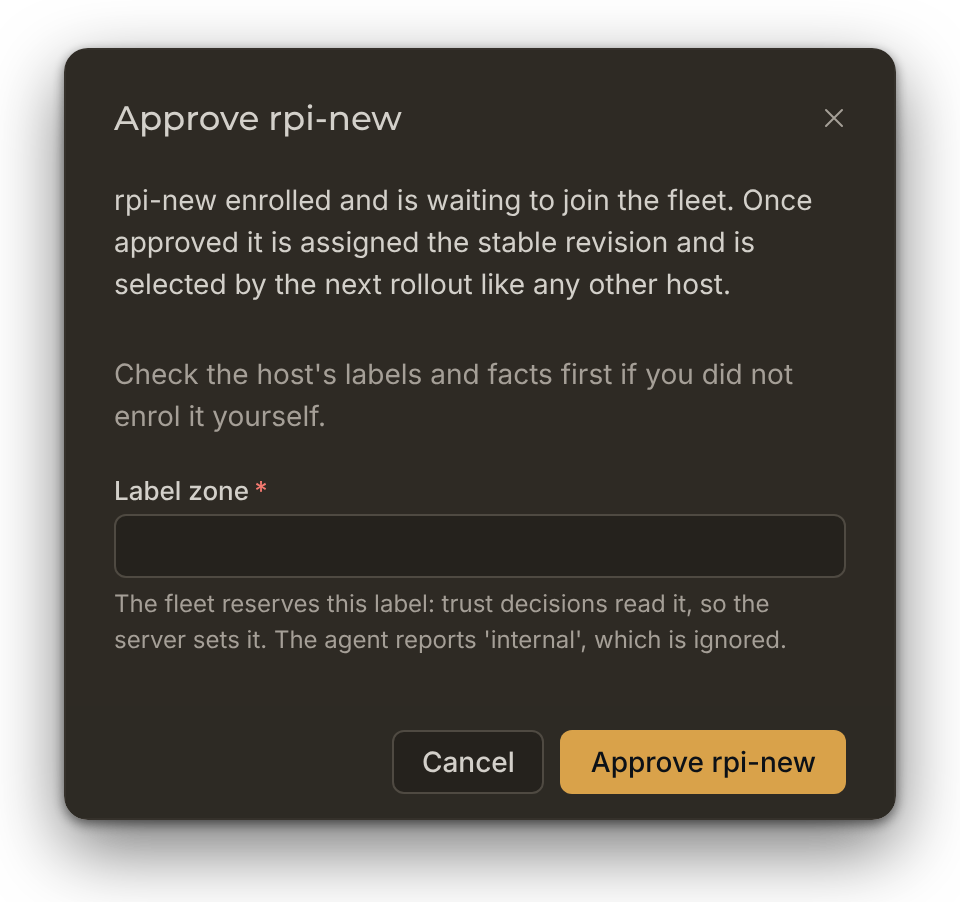 Approve rpi-new
rpi-new enrolled and is waiting to join the fleet. Once
approved it is assigned the stable revision and is
selected by the next rollout like any other host.
Check the host's labels and facts first if you did not
enrol it yourself.
Label zone *
The fleet reserves this label: trust decisions read it, so the
server sets it. The agent reports 'internal', which is ignored.
Cancel
Approve rpi-new